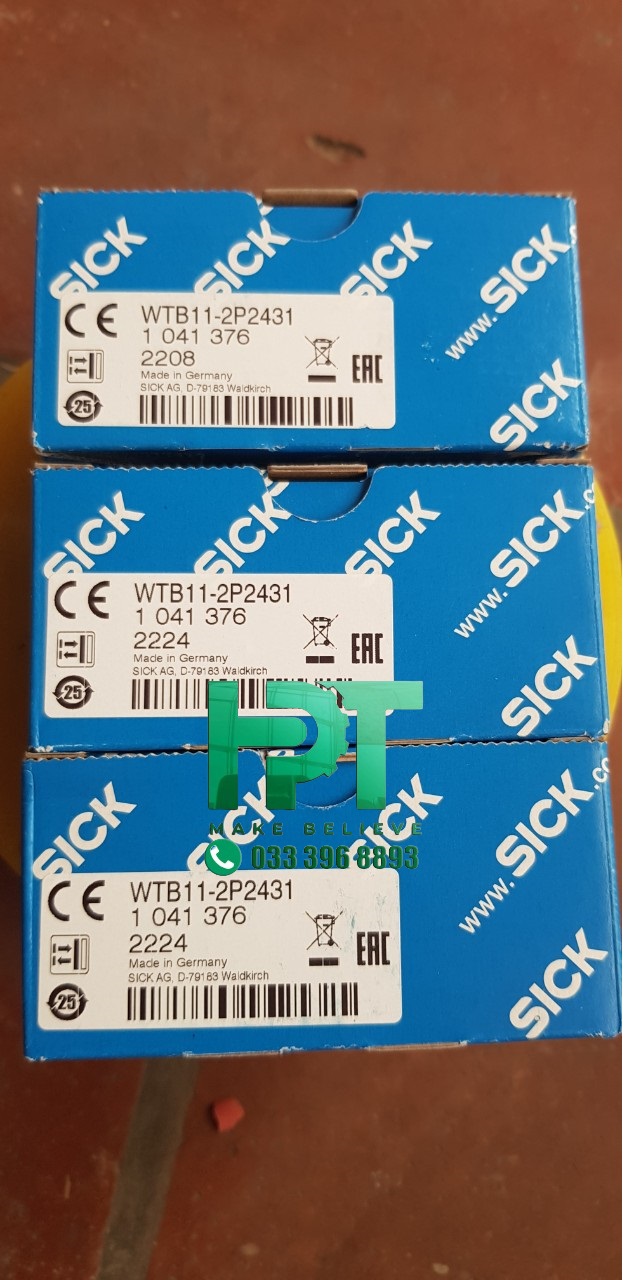 SICK
SICK
SICK
www.SICK
SICK
CE
WTB11-2P2431
1 041 376
2208
Made in Germany
SICK AG, D-79183 Waldkirch
EAC
25
SICK
SICK
SICK
www.SICK.c
SICK
CE
WTB11-2P2431
1 041 376
2224
Made in Germany
SICK AG, D-79183 Waldkirch
EAC
25
HPT
MAKE BELIEVE
033 396 8893
SICK
SICK
SICK
www.SICK.co
SICK
CE
WTB11-2P2431
1 041 376
2224
Made in Germany
SICK AG, D-79183 Waldkirch
EAC
25